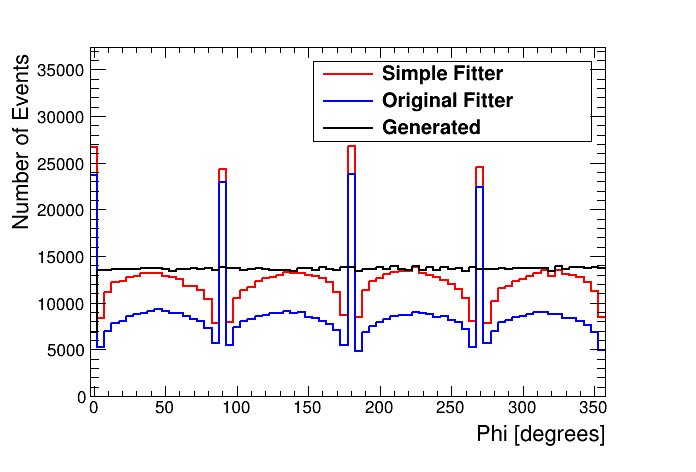 Number of Events
35000
30000
25000
20000
15000
10000
5000
0
Simple Fitter
Original Fitter
Generated
0 50 100 150 200 250 300 350
Phi [degrees]